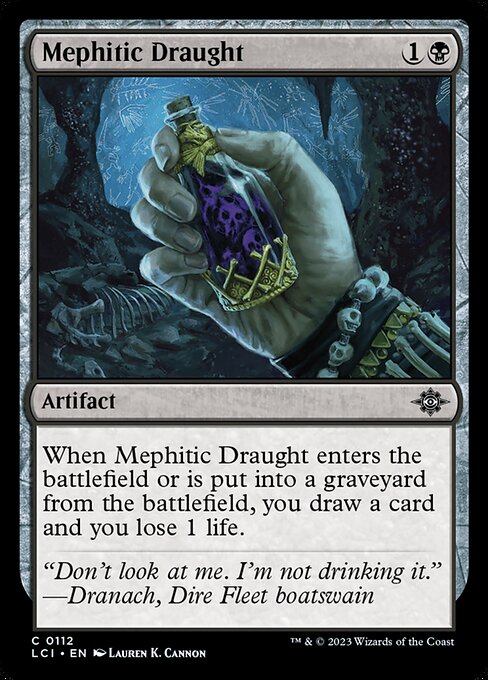 Mephitic Draught 1
Artifact
When Mephitic Draught enters the
battlefield or is put into a graveyard
from the battlefield, you draw a card
and you lose 1 life.
“Don’t look at me. I’m not drinking it.”
—Dranach, Dire Fleet boatswain
C 0112
LCI • EN Lauren K. Cannon
™ & © 2023 Wizards of the Coast